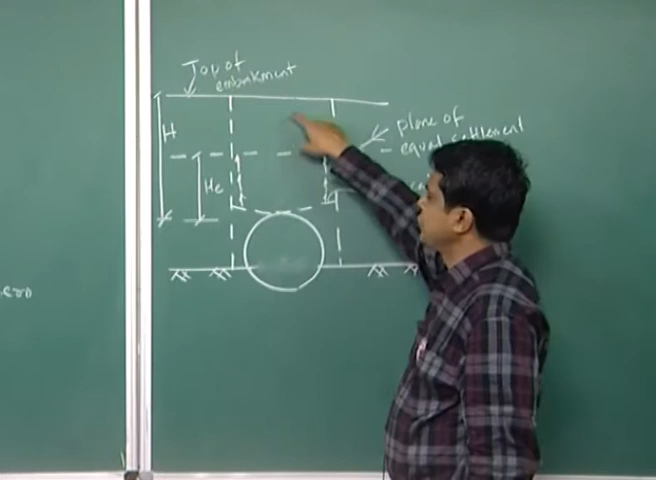 Top of
embankment
H
plane of
equal settlement
He